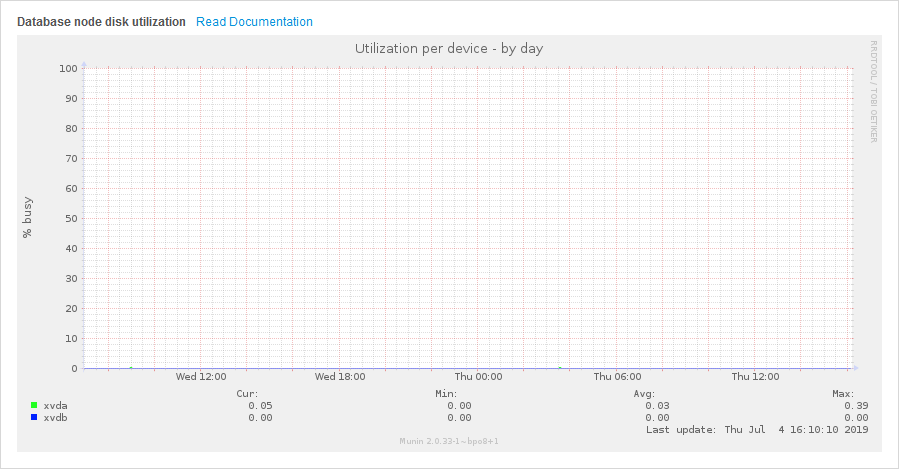 Database node disk utilization Read Documentation
Utilization per device - by day
RRDTOOL / TOBI OETIKER
100
90
80
70
60
50
40
30
20
10
0
% busy
Wed 12:00 Wed 18:00 Thu 00:00 Thu 06:00 Thu 12:00
Cur: Min: Avg: Max:
xvda 0.05 0.00 0.03 0.39
xvdb 0.00 0.00 0.00 0.00
Last update: Thu Jul 4 16:10:10 2019
Munin 2.0.33-1~bpo8+1